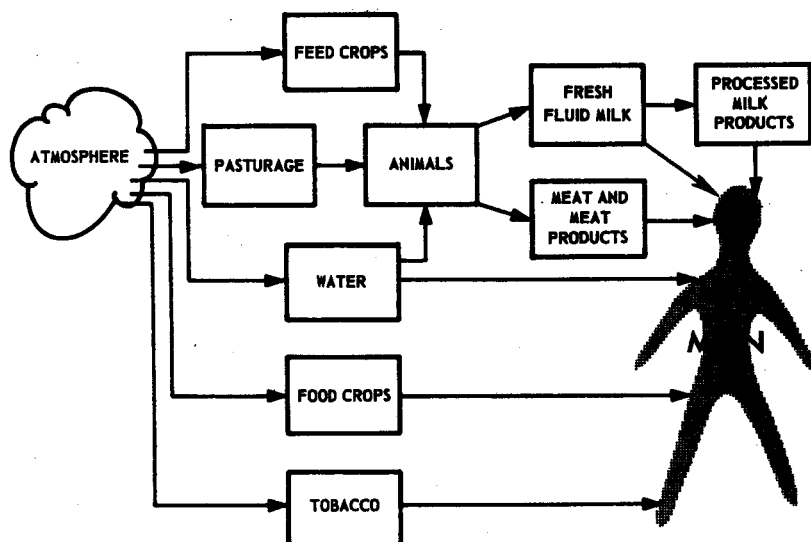 FEED CROPS
ATMOSPHERE
PASTURAGE
ANIMALS
FRESH
FLUID MILK
PROCESSED
MILK
PRODUCTS
MEAT AND
MEAT
PRODUCTS
WATER
FOOD CROPS
TOBACCO